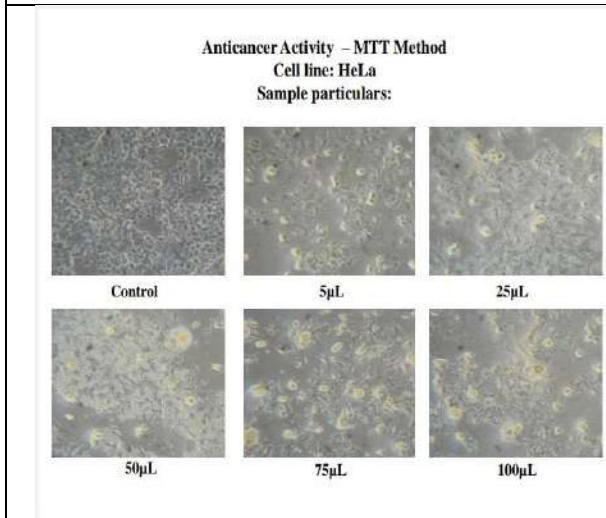 Anticancer Activity – MTT Method
Cell line: HeLa
Sample particulars:
Control
5µL
25µL
50µL
75µL
100µL